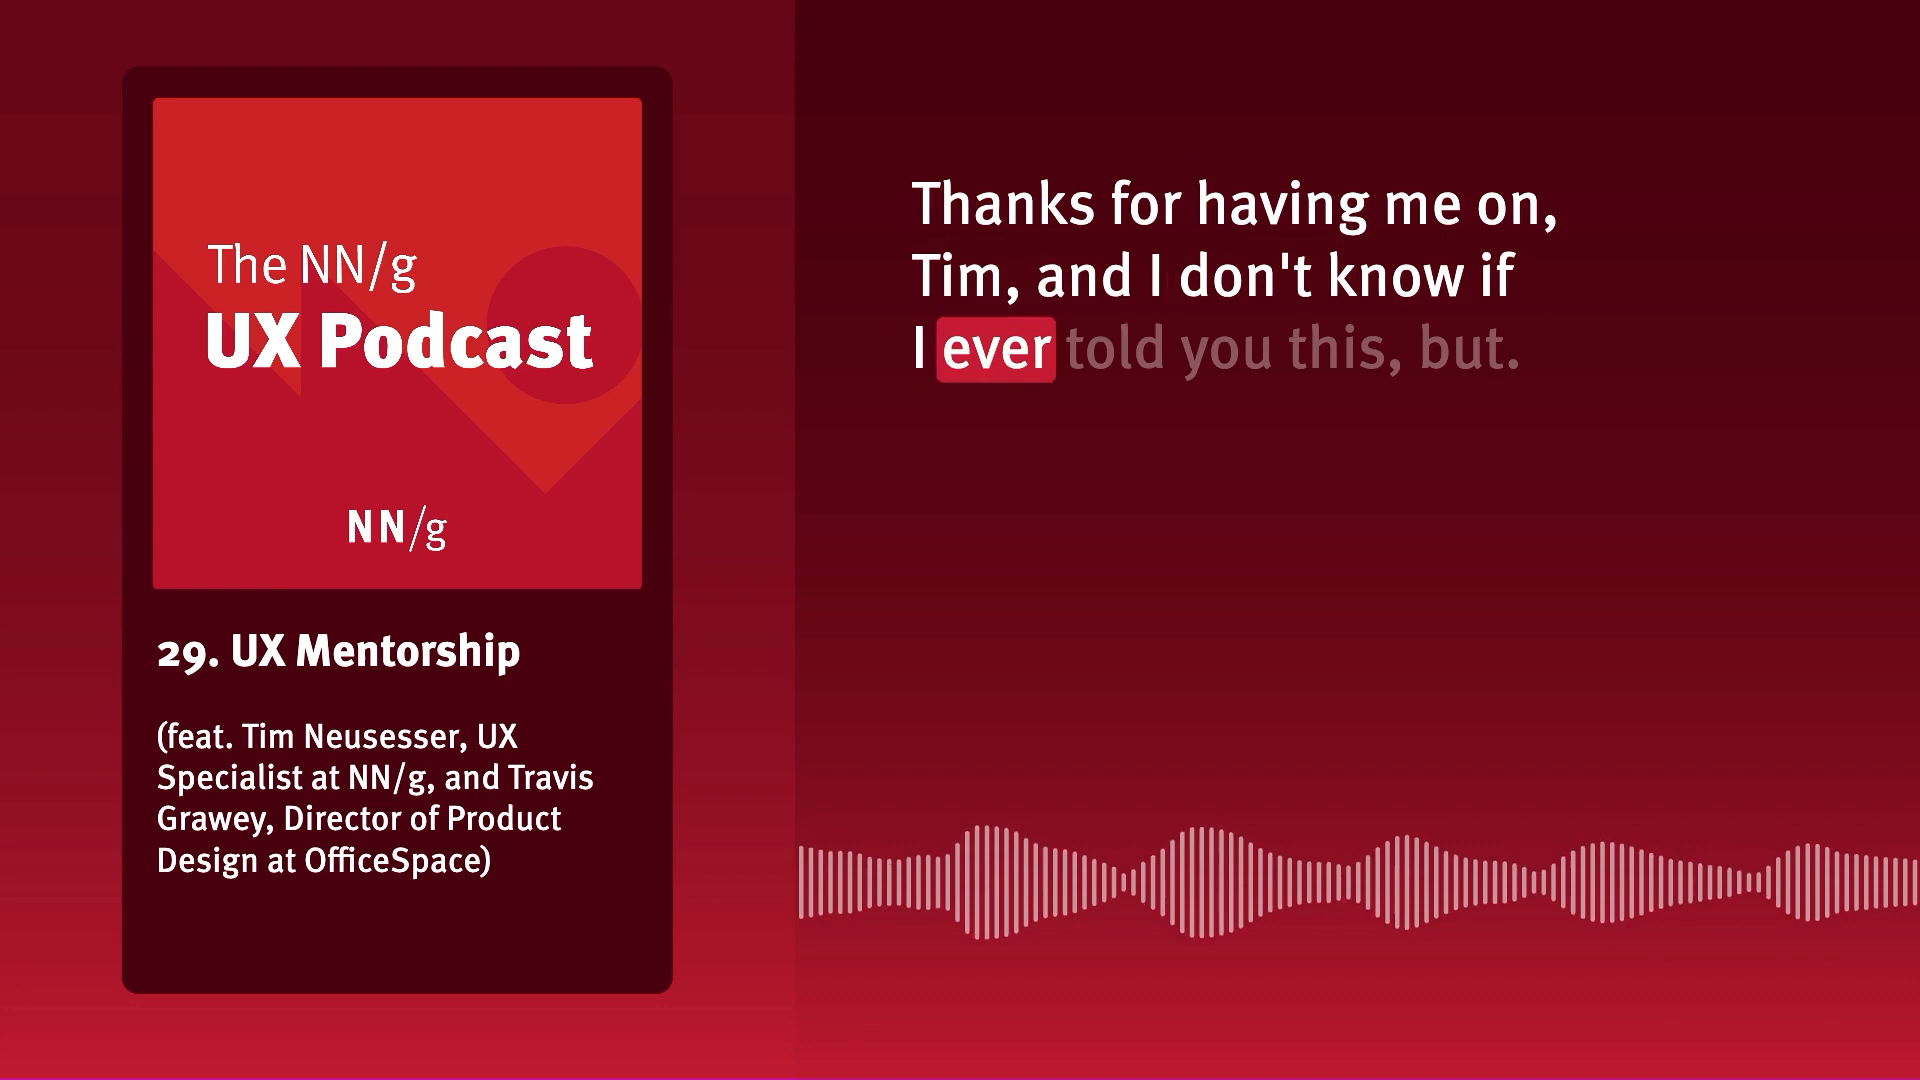 The NN/g
UX Podcast
NN/g
29. UX Mentorship
(feat. Tim Neusesser, UX
Specialist at NN/g, and Travis
Grawey, Director of Product
Design at OfficeSpace)
Thanks for having me on,
Tim, and I don't know if
I ever told you this, but.